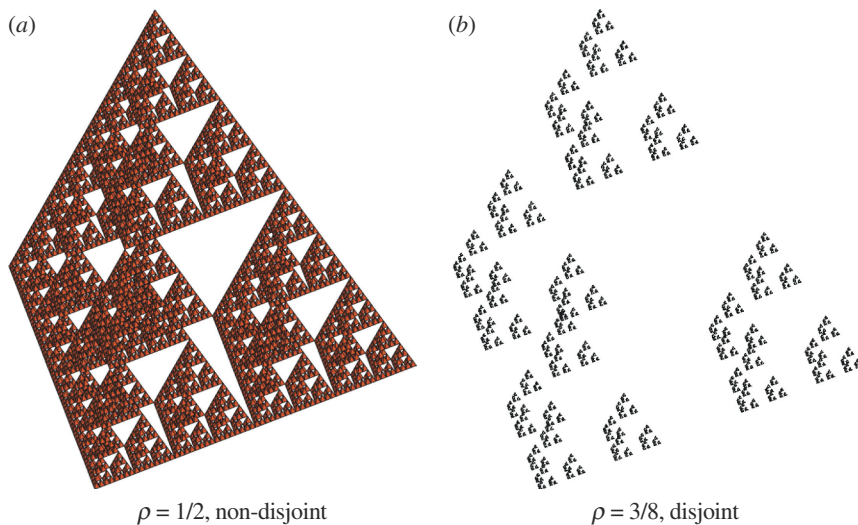 (a)
(b)
ρ = 1/2, non-disjoint
ρ = 3/8, disjoint